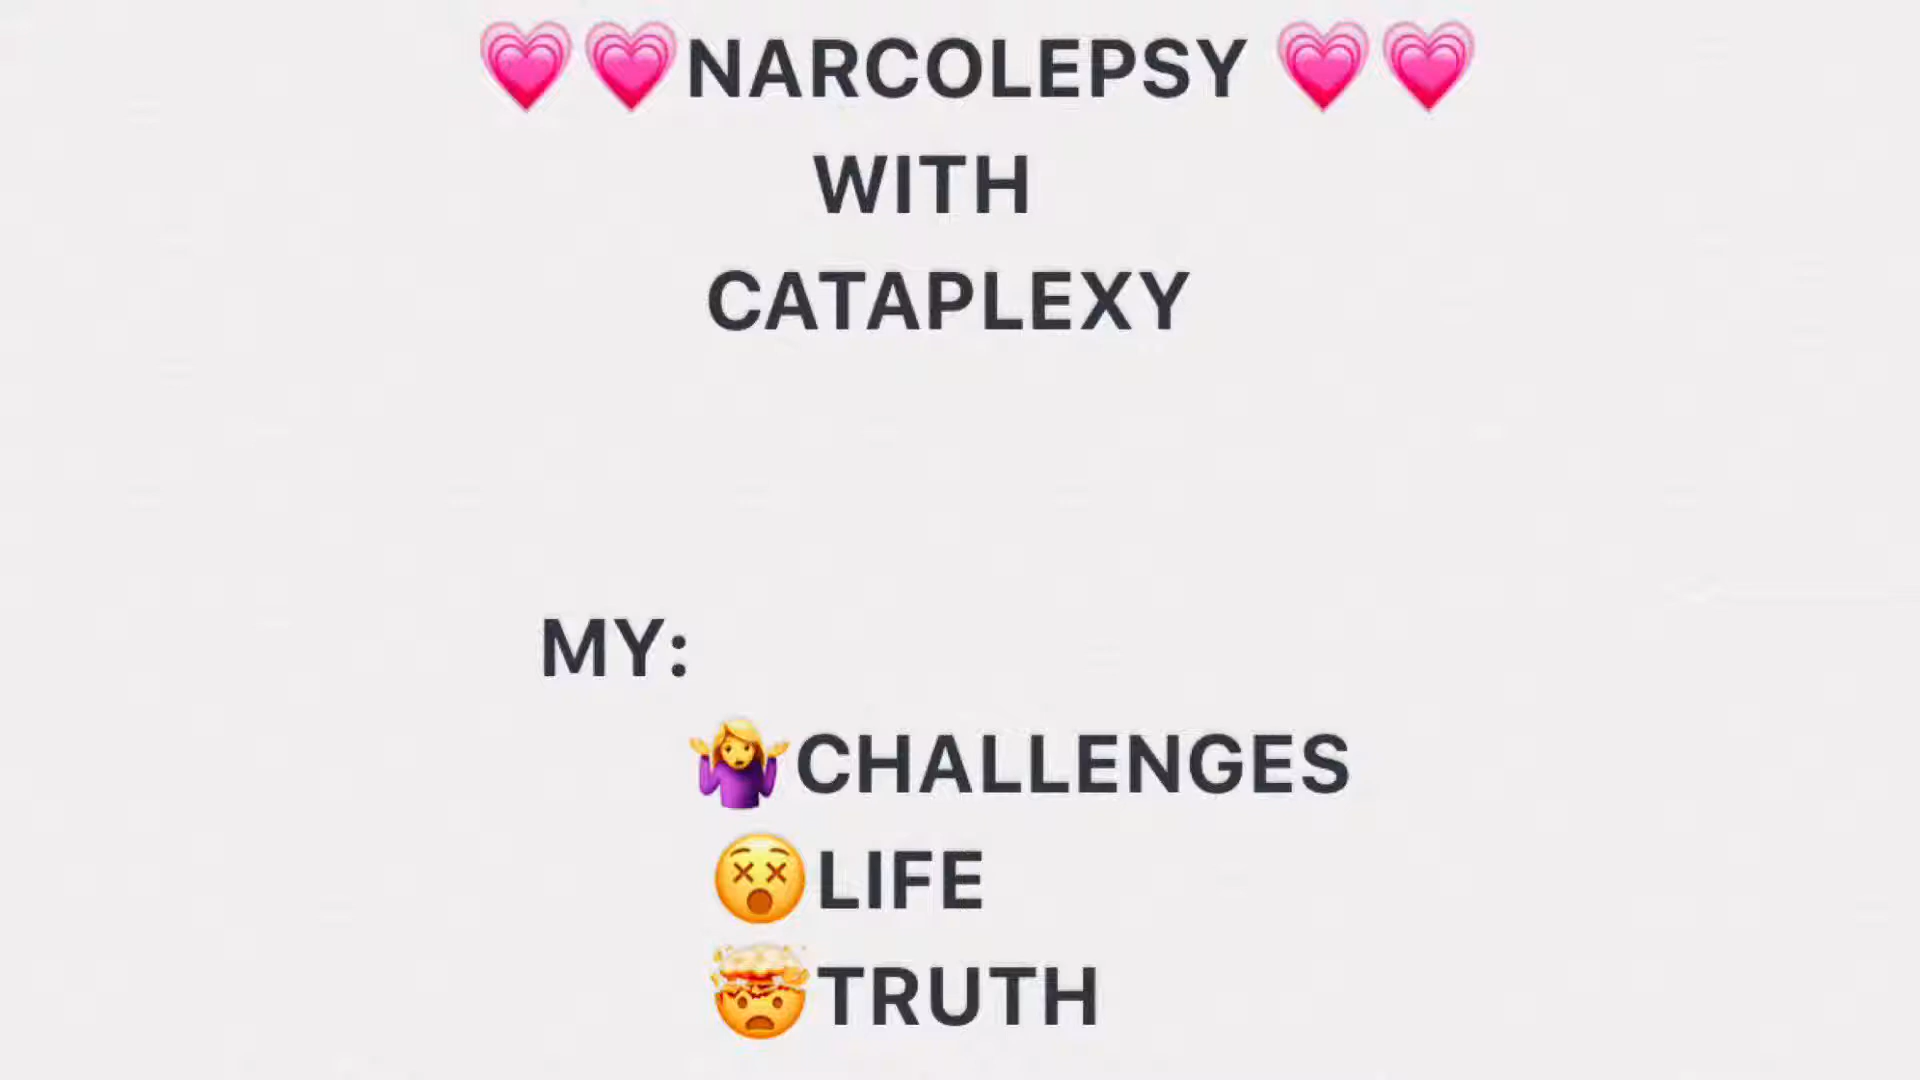 💗💗NARCOLEPSY 💗💗
WITH
CATAPLEXY
MY:
🤷‍♀️CHALLENGES
😵LIFE
🤯TRUTH